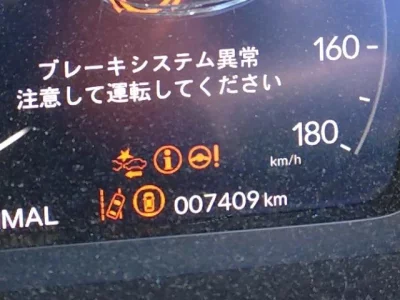 ブレーキシステム異常
注意して運転してください
160
180
km/h
MAL
007409 km